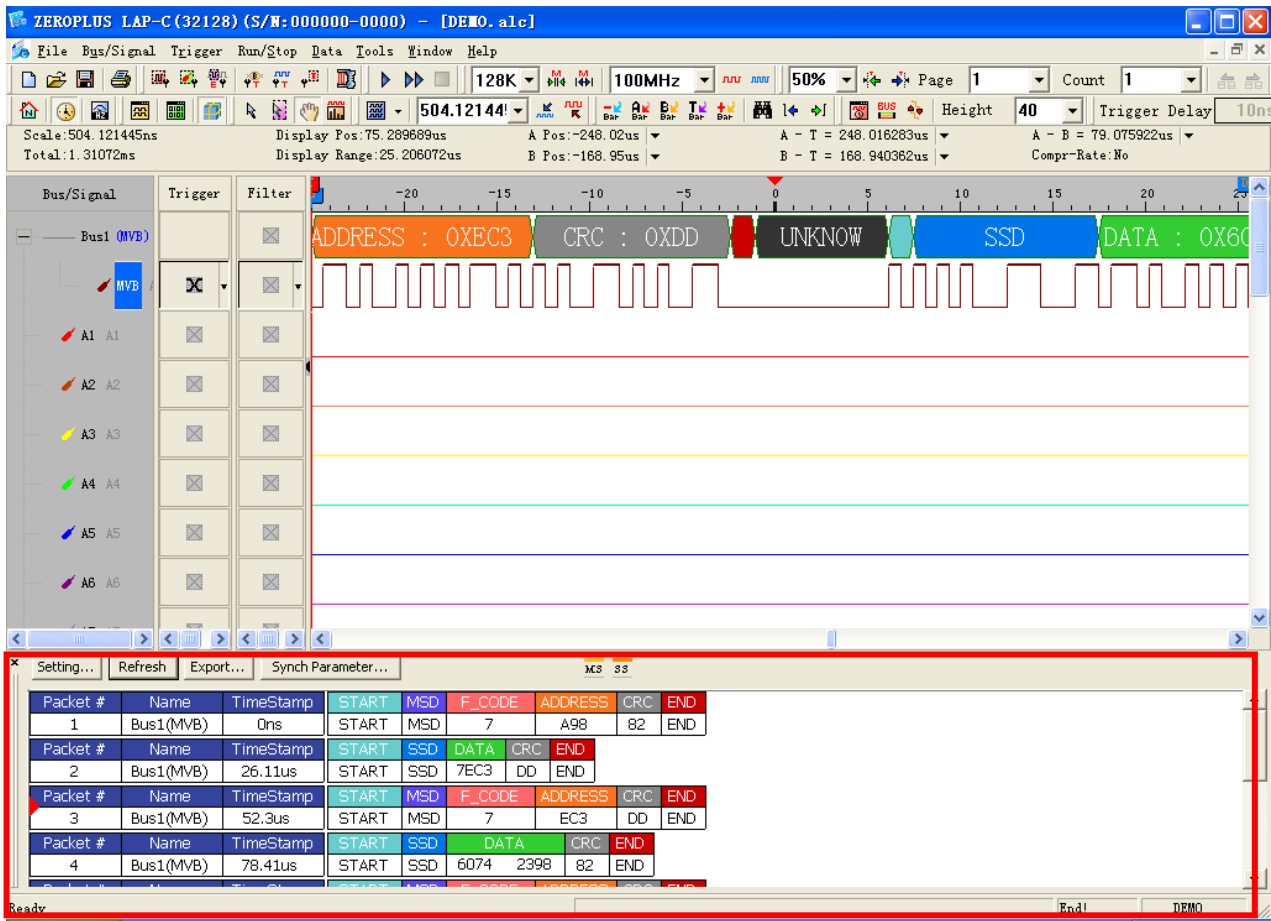 ZEROPLUS LAP-C(32128)(S/N:000000-0000) - [DEMO.alc]
File Bus/Signal Trigger Run/Stop Data Tools Window Help
128K 100MHz 50% Page 1 Count 1
504.12144! Bar Bar Bar Bar Bar BUS Height 40 Trigger Delay 10ns
Scale:504.121445ns Display Pos:75.289689us A Pos:-248.02us A - T = 248.016283us A - B = 79.075922us
Total:1.31072ms Display Range:25.206072us B Pos:-168.95us B - T = 168.940362us Compr-Rate:No
Bus/Signal Trigger Filter -20 -15 -10 -5 0 5 10 15 20
Bus1 (MVB) ADDRESS : 0XEC3 CRC : 0XDD UNKNOW SSD DATA : 0X60
MVB
A1 A1
A2 A2
A3 A3
A4 A4
A5 A5
A6 A6
Setting... Refresh Export... Synch Parameter... MS SS
Packet # Name TimeStamp START MSD F_CODE ADDRESS CRC END
1 Bus1(MVB) 0ns START MSD 7 A98 82 END
Packet # Name TimeStamp START SSD DATA CRC END
2 Bus1(MVB) 26.11us START SSD 7EC3 DD END
Packet # Name TimeStamp START MSD F_CODE ADDRESS CRC END
3 Bus1(MVB) 52.3us START MSD 7 EC3 DD END
Packet # Name TimeStamp START SSD DATA CRC END
4 Bus1(MVB) 78.41us START SSD 6074 2398 82 END
Ready End! DEMO